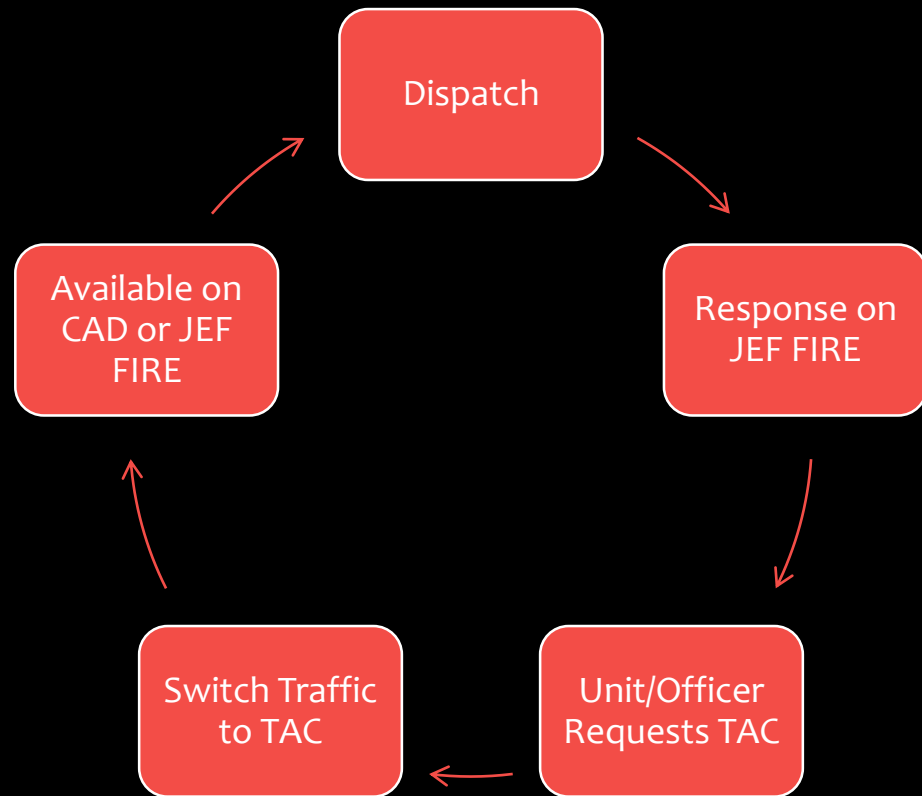 Dispatch
Response on
JEF FIRE
Unit/Officer
Requests TAC
Switch Traffic
to TAC
Available on
CAD or JEF
FIRE